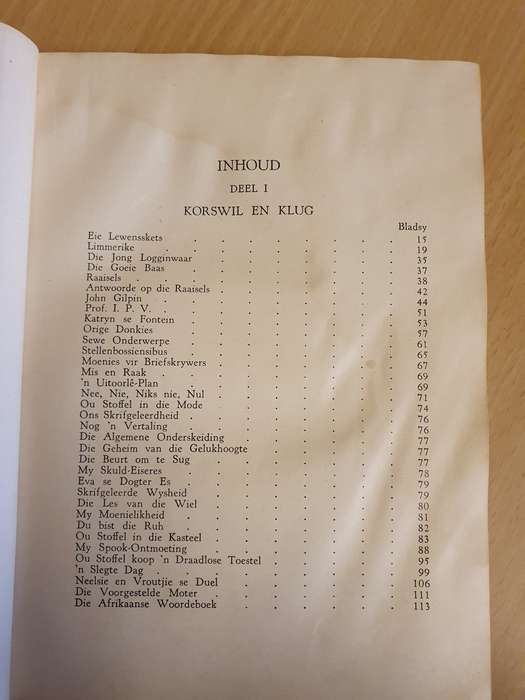 INHOUD
DEEL I
KORSWIL EN KLUG
Bladsy
Eie Lewensskets . . . . . . . . 15
Limmerike . . . . . . . . . 19
Die Jong Logginwaar . . . . . . . . 35
Die Goeie Baas . . . . . . . . 37
Raaisels . . . . . . . . . . 38
Antwoorde op die Raaisels . . . . . . . 42
John Gilpin . . . . . . . . . 44
Prof. I. P. V. . . . . . . . . . 51
Katryn se Fontein . . . . . . . . 53
Orige Donkies . . . . . . . . 57
Sewe Onderwerpe . . . . . . . . 61
Stellenbossiensibus . . . . . . . . 65
Moenies vir Briefskrywers . . . . . . . 67
Mis en Raak . . . . . . . . . 69
'n Uitoorlê-Plan . . . . . . . . 69
Nee, Nie, Niks nie, Nul . . . . . . . 71
Ou Stoffel in die Mode . . . . . . . 74
Ons Skrifgeleerdheid . . . . . . . . 76
Nog 'n Vertaling . . . . . . . . 76
Die Algemene Onderskeiding . . . . . . . 77
Die Geheim van die Gelukhoogte . . . . . . 77
Die Beurt om te Sug . . . . . . . . 77
My Skuld-Eiseres . . . . . . . . 78
Eva se Dogter Es . . . . . . . . 79
Skrifgeleerde Wysheid . . . . . . . . 79
Die Les van die Wiel . . . . . . . 80
My Moenielikheid . . . . . . . . 81
Du bist die Ruh . . . . . . . . 82
Ou Stoffel in die Kasteel . . . . . . . 83
My Spook-Ontmoeting . . . . . . . . 88
Ou Stoffel koop 'n Draadlose Toestel . . . . . . 95
'n Slegte Dag . . . . . . . . . 99
Neelsie en Vroutjie se Duel . . . . . . . 106
Die Voorgestelde Moter . . . . . . . 111
Die Afrikaanse Woordeboek . . . . . . . 113